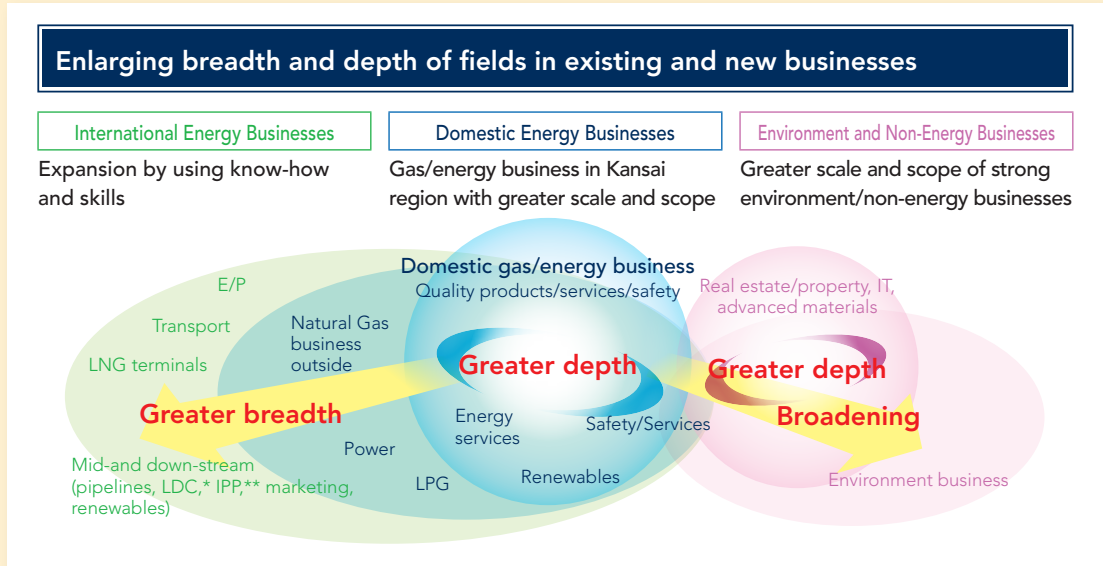 Enlarging breadth and depth of fields in existing and new businesses
International Energy Businesses
Expansion by using know-how
and skills
Domestic Energy Businesses
Gas/energy business in Kansai
region with greater scale and scope
Environment and Non-Energy Businesses
Greater scale and scope of strong
environment/non-energy businesses
E/P
Transport
LNG terminals
Natural Gas
business
outside
Domestic gas/energy business
Quality products/services/safety
Real estate/property, IT,
advanced materials
Greater depth
Greater depth
Greater breadth
Broadening
Energy
services
Safety/Services
Power
LPG
Renewables
Mid-and down-stream
(pipelines, LDC,* IPP,** marketing,
renewables)
Environment business